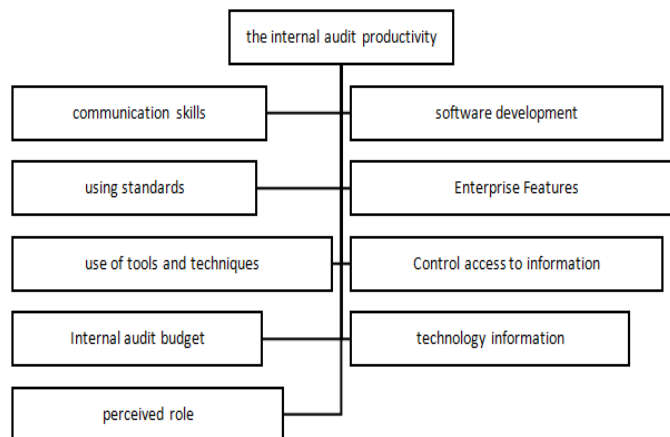 the internal audit productivity
communication skills
software development
using standards
Enterprise Features
use of tools and techniques
Control access to information
Internal audit budget
technology information
perceived role